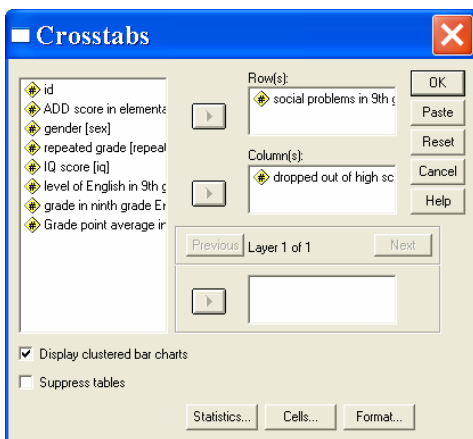 Crosstabs
id
ADD score in elementa
gender [sex]
repeated grade [repeat
IQ score [iq]
level of English in 9th g
grade in ninth grade Er
Grade point average in
Row(s):
social problems in 9th g
Column(s):
dropped out of high sc
OK
Paste
Reset
Cancel
Help
Previous Layer 1 of 1 Next
Display clustered bar charts
Suppress tables
Statistics... Cells... Format...